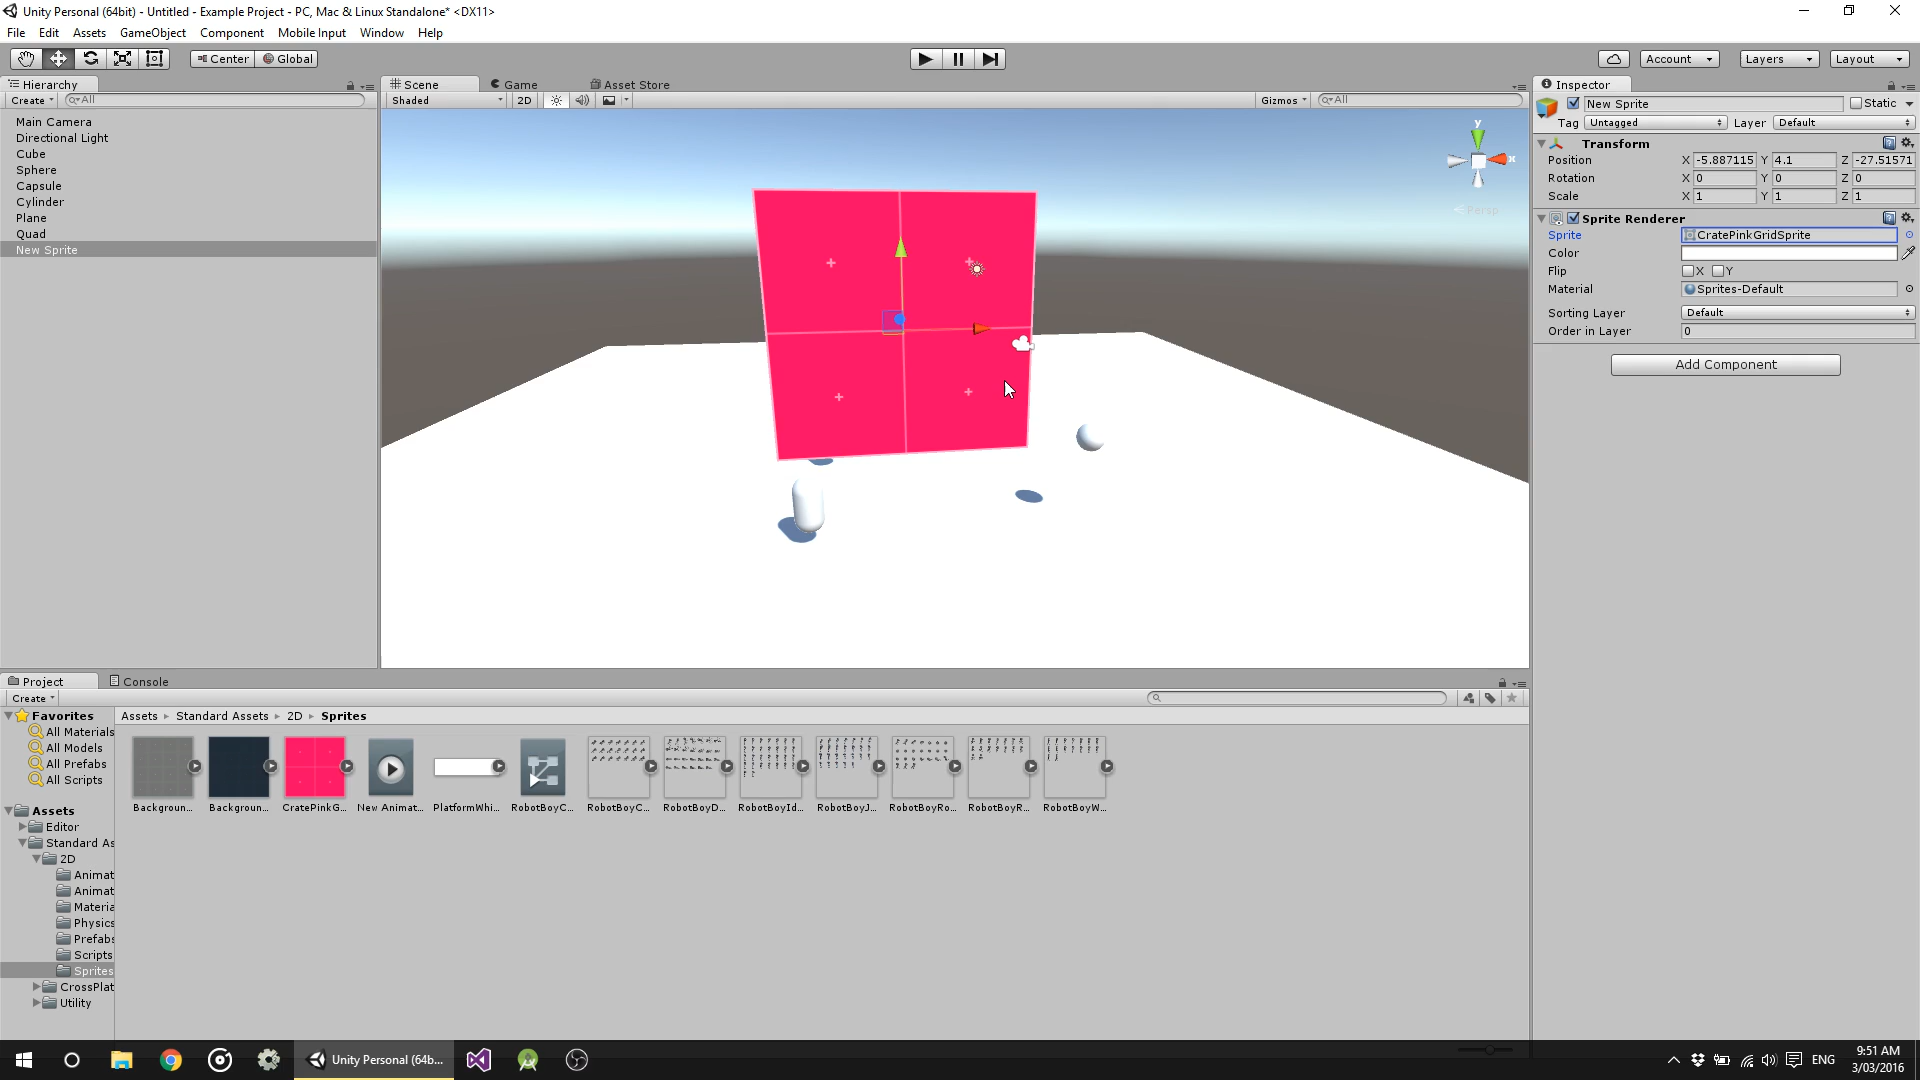 Unity Personal (64bit) - Untitled - Example Project - PC, Mac & Linux Standalone* <DX11>
File Edit Assets GameObject Component Mobile Input Window Help
Center Global Account Layers Layout
Hierarchy
Create All
Main Camera
Directional Light
Cube
Sphere
Capsule
Cylinder
Plane
Quad
New Sprite
Scene Game Asset Store
Shaded 2D Gizmos All
y
x
Persp
Inspector
New Sprite Static
Tag Untagged Layer Default
Transform
Position X -5.887115 Y 4.1 Z -27.51571
Rotation X 0 Y 0 Z 0
Scale X 1 Y 1 Z 1
Sprite Renderer
Sprite CratePinkGridSprite
Color
Flip X Y
Material Sprites-Default
Sorting Layer Default
Order in Layer 0
Add Component
Project Console
Create
Favorites
All Materials
All Models
All Prefabs
All Scripts
Assets
Editor
Standard As
2D
Animat
Animat
Materia
Physics
Prefabs
Scripts
Sprites
CrossPlat
Utility
Assets Standard Assets 2D Sprites
Backgroun... Backgroun... CratePinkG... New Animat... PlatformWhi... RobotBoyC... RobotBoyC... RobotBoyD... RobotBoyId... RobotBoyJ... RobotBoyRo... RobotBoyR... RobotBoyW...
Unity Personal (64b...
ENG
9:51 AM
3/03/2016